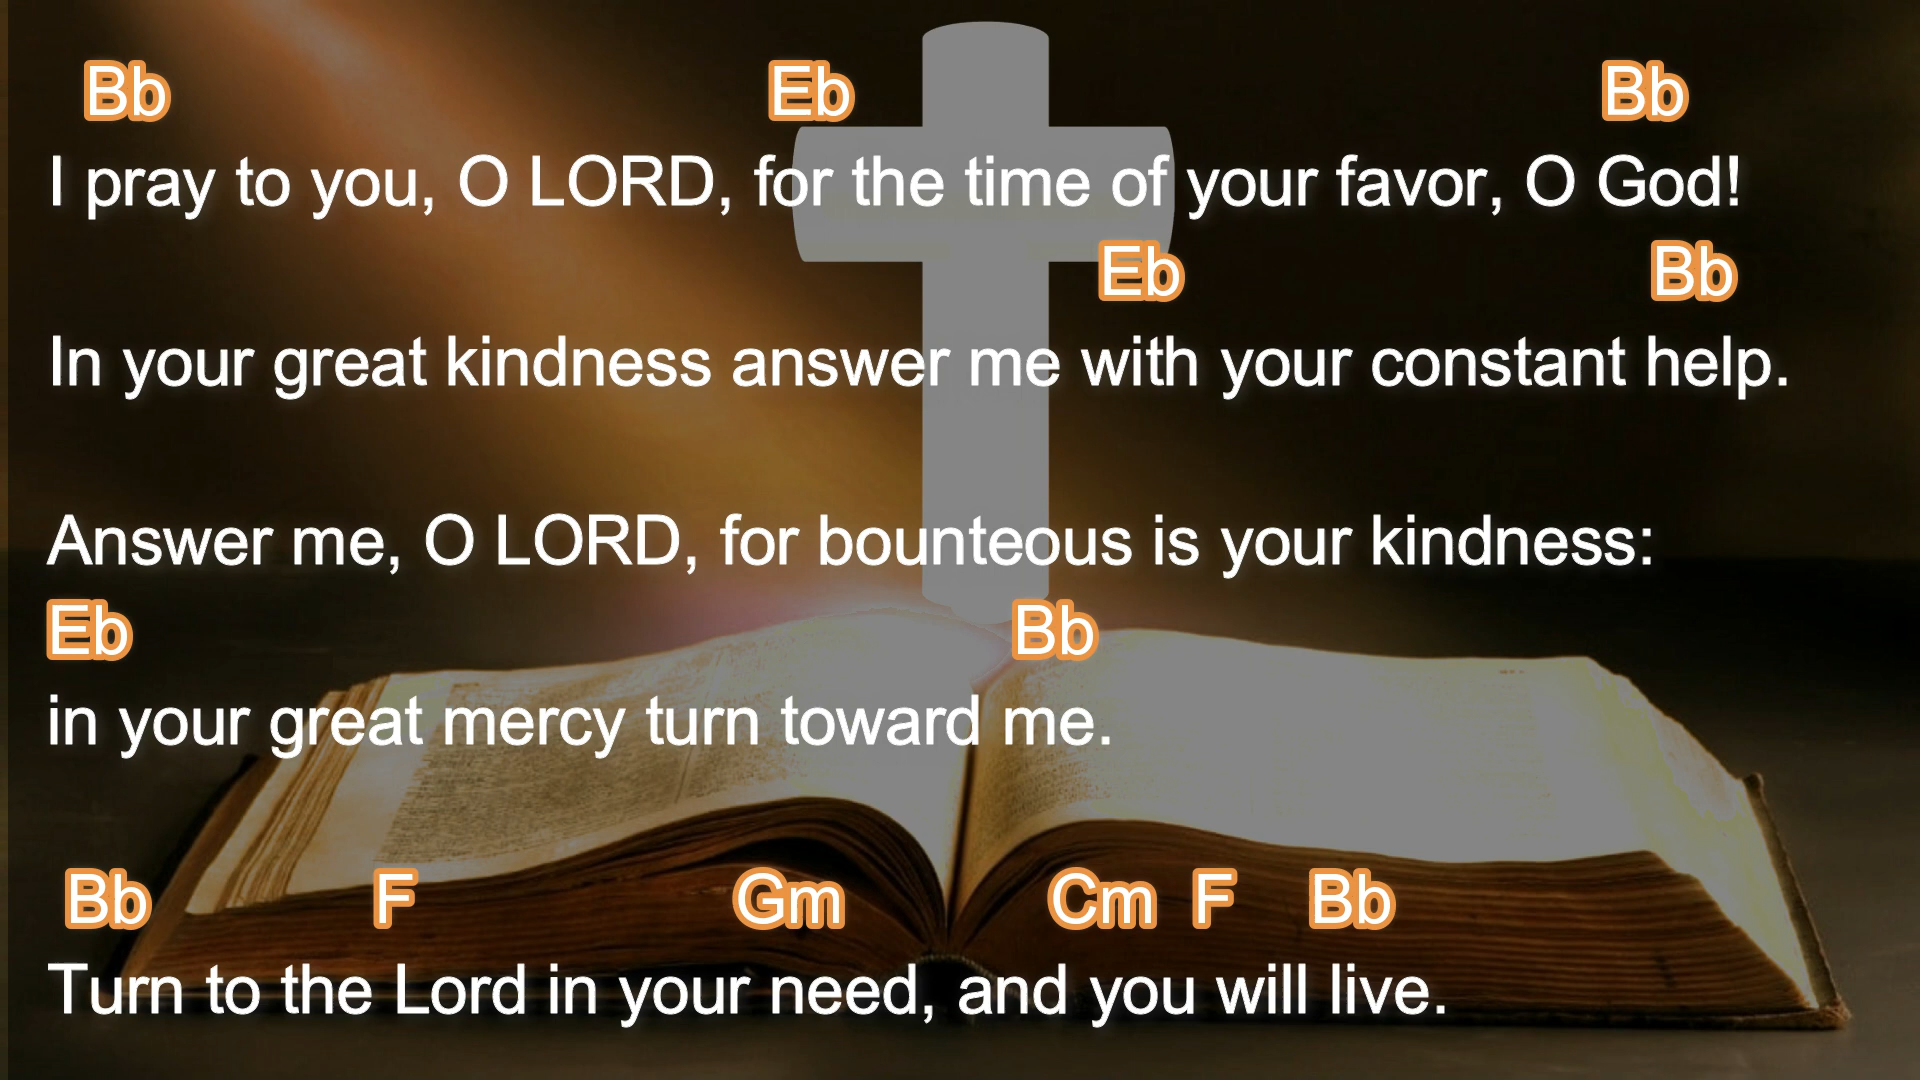 Bb Eb Bb
I pray to you, O LORD, for the time of your favor, O God!
Eb Bb
In your great kindness answer me with your constant help.
Answer me, O LORD, for bounteous is your kindness:
Eb Bb
in your great mercy turn toward me.
Bb F Gm Cm F Bb
Turn to the Lord in your need, and you will live.